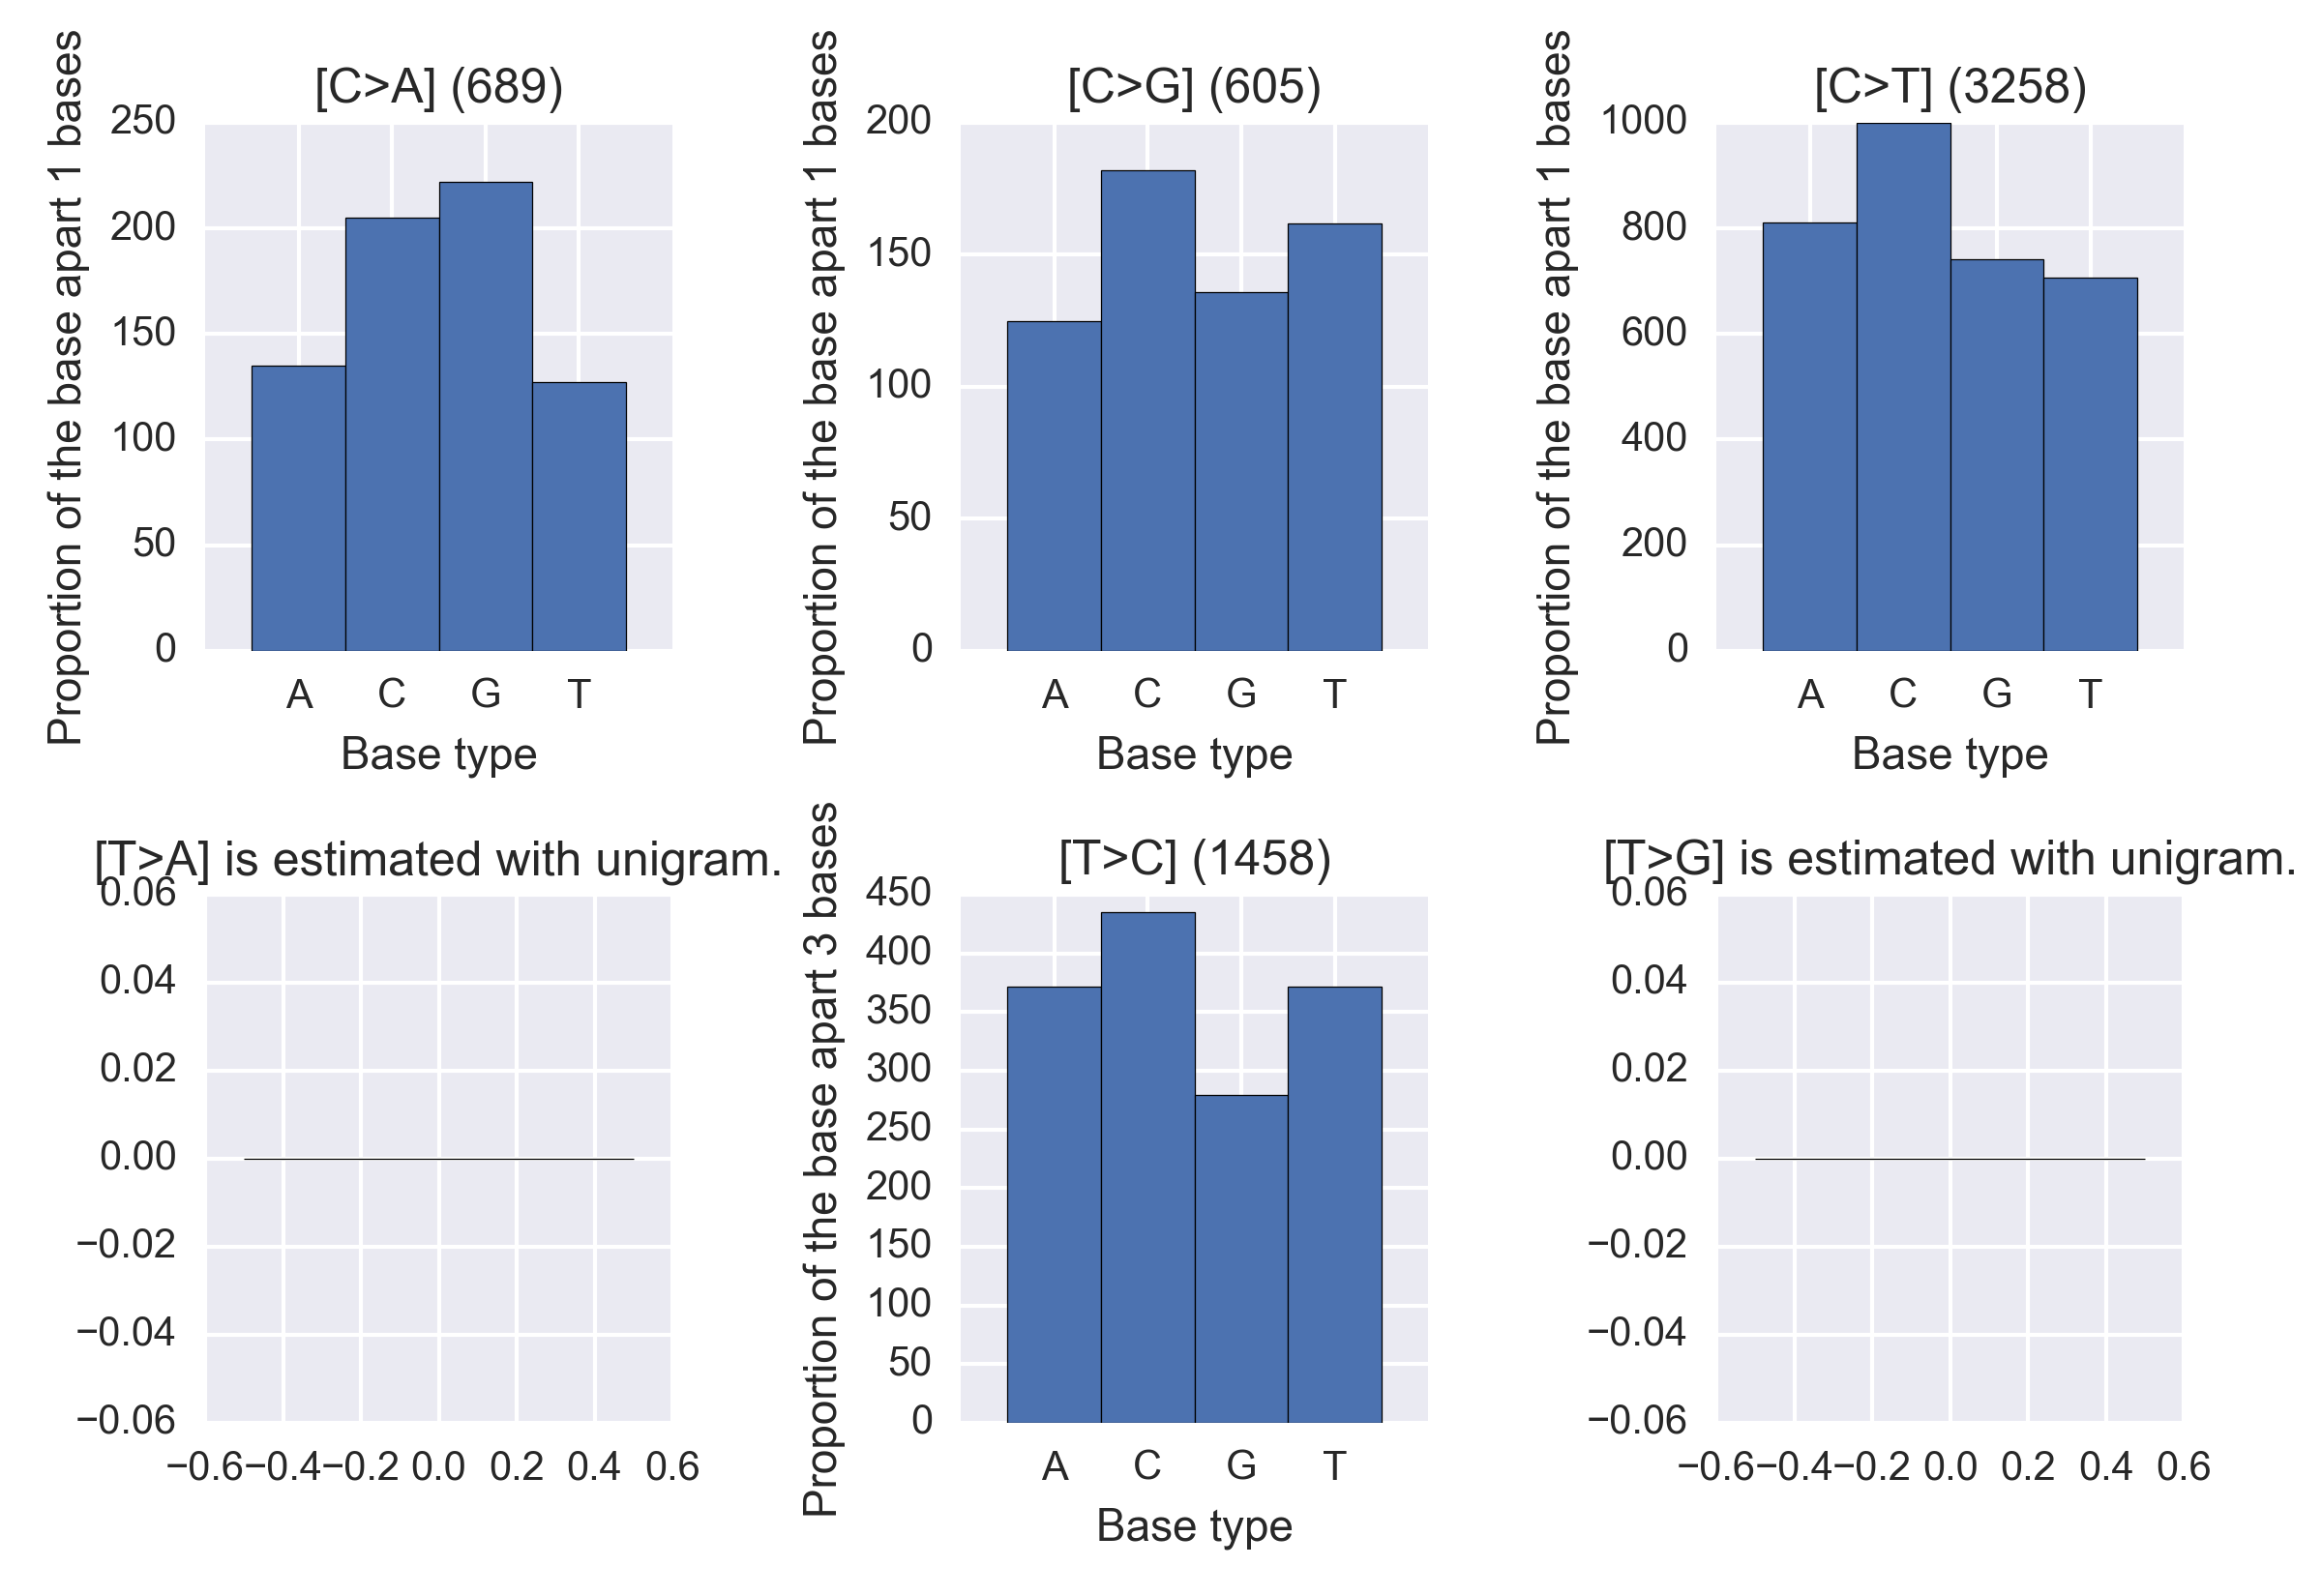 [C>A] (689)
Proportion of the base apart 1 bases
250
200
150
100
50
0
A C G T
Base type
[C>G] (605)
Proportion of the base apart 1 bases
200
150
100
50
0
A C G T
Base type
[C>T] (3258)
Proportion of the base apart 1 bases
1000
800
600
400
200
0
A C G T
Base type
[T>A] is estimated with unigram.
0.06
0.04
0.02
0.00
−0.02
−0.04
−0.06
−0.6 −0.4 −0.2 0.0 0.2 0.4 0.6
[T>C] (1458)
Proportion of the base apart 3 bases
450
400
350
300
250
200
150
100
50
0
A C G T
Base type
[T>G] is estimated with unigram.
0.06
0.04
0.02
0.00
−0.02
−0.04
−0.06
−0.6 −0.4 −0.2 0.0 0.2 0.4 0.6